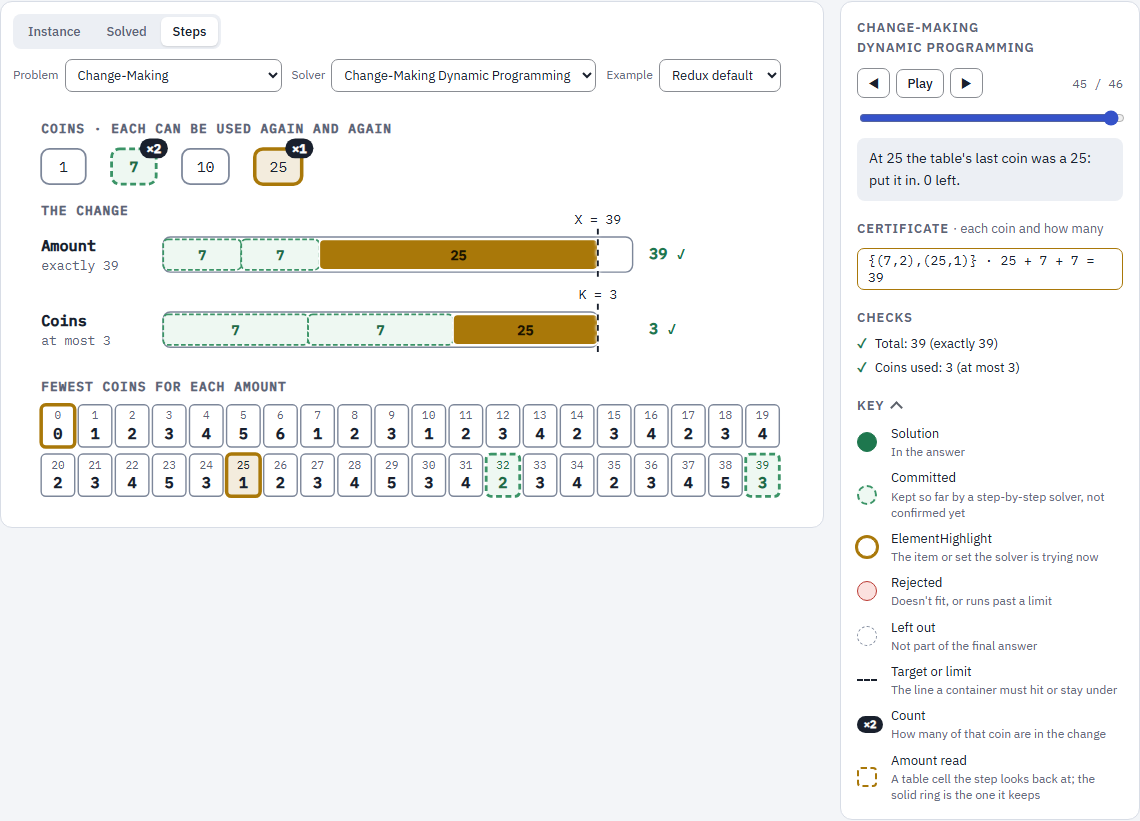 Instance Solved Steps
Problem Change-Making Solver Change-Making Dynamic Programming Example Redux default
COINS · EACH CAN BE USED AGAIN AND AGAIN
1 7 ×2 10 25 ×1
THE CHANGE
X = 39
Amount 7 7 25 39 ✓
exactly 39
K = 3
Coins 7 7 25 3 ✓
at most 3
FEWEST COINS FOR EACH AMOUNT
0 1 2 3 4 5 6 7 8 9 10 11 12 13 14 15 16 17 18 19
0 1 2 3 4 5 6 1 2 3 1 2 3 4 2 3 4 2 3 4
20 21 22 23 24 25 26 27 28 29 30 31 32 33 34 35 36 37 38 39
2 3 4 5 3 1 2 3 4 5 3 4 2 3 4 2 3 4 5 3
CHANGE-MAKING
DYNAMIC PROGRAMMING
◀ Play ▶ 45 / 46
At 25 the table's last coin was a 25:
put it in. 0 left.
CERTIFICATE · each coin and how many
{(7,2),(25,1)} · 25 + 7 + 7 =
39
CHECKS
✓ Total: 39 (exactly 39)
✓ Coins used: 3 (at most 3)
KEY
Solution
In the answer
Committed
Kept so far by a step-by-step solver, not
confirmed yet
ElementHighlight
The item or set the solver is trying now
Rejected
Doesn't fit, or runs past a limit
Left out
Not part of the final answer
Target or limit
The line a container must hit or stay under
×2 Count
How many of that coin are in the change
Amount read
A table cell the step looks back at; the
solid ring is the one it keeps